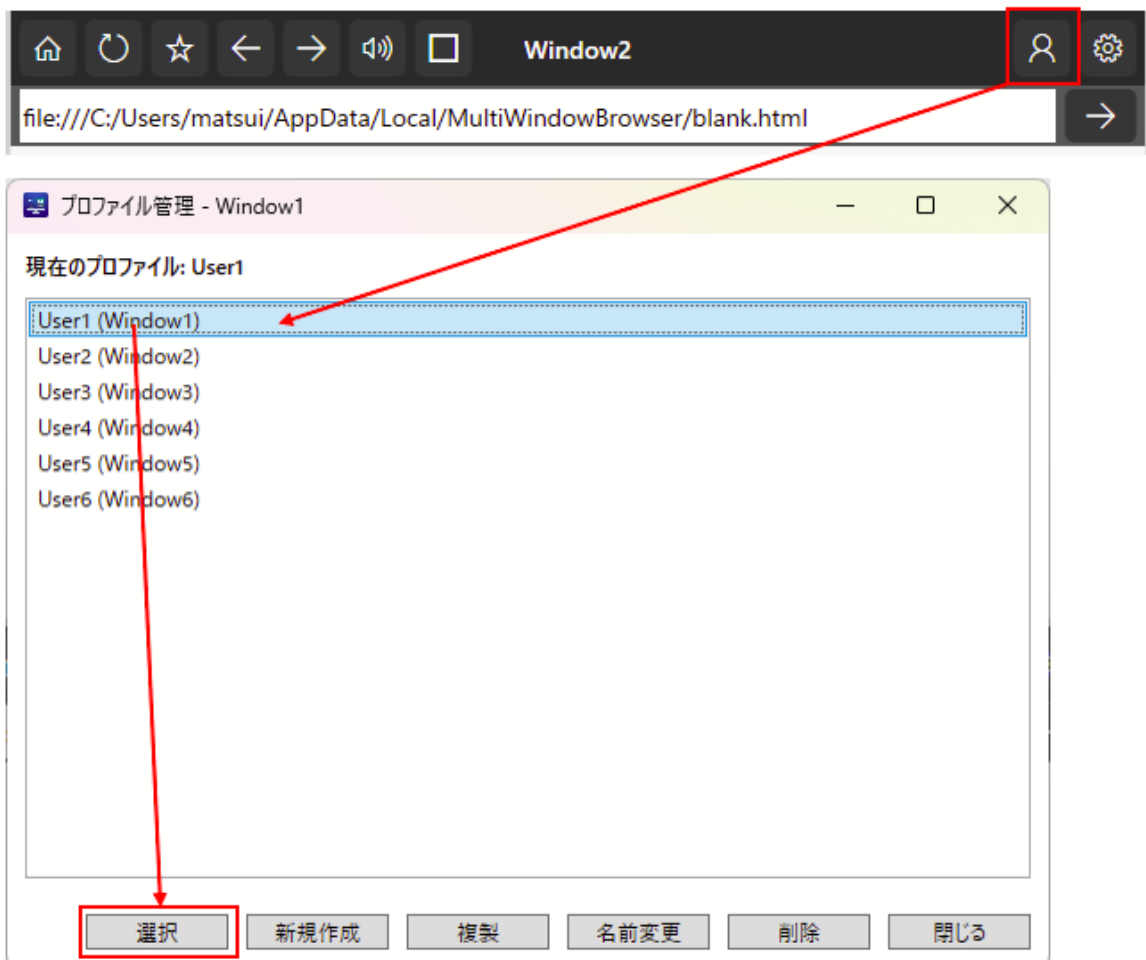 Window2
file:///C:/Users/matsui/AppData/Local/MultiWindowBrowser/blank.html
プロファイル管理 - Window1
現在のプロファイル: User1
User1 (Window1)
User2 (Window2)
User3 (Window3)
User4 (Window4)
User5 (Window5)
User6 (Window6)
選択 新規作成 複製 名前変更 削除 閉じる